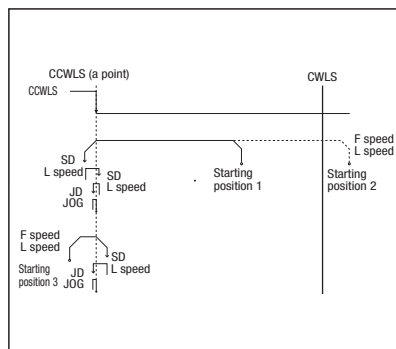 CCWLS (a point)
CWLS
CCWLS
F speed
L speed
SD
L speed
SD
L speed
JD
JOG
Starting
position 1
Starting
position 2
F speed
L speed
SD
L speed
Starting
position 3
JD
JOG